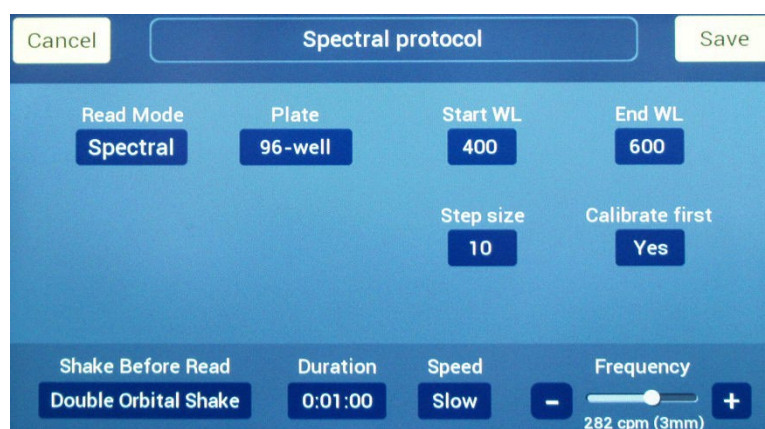 Cancel
Spectral protocol
Save
Read Mode
Plate
Start WL
End WL
Spectral
96-well
400
600
Step size
Calibrate first
10
Yes
Shake Before Read
Duration
Speed
Frequency
Double Orbital Shake
0:01:00
Slow
-
+
282 cpm (3mm)